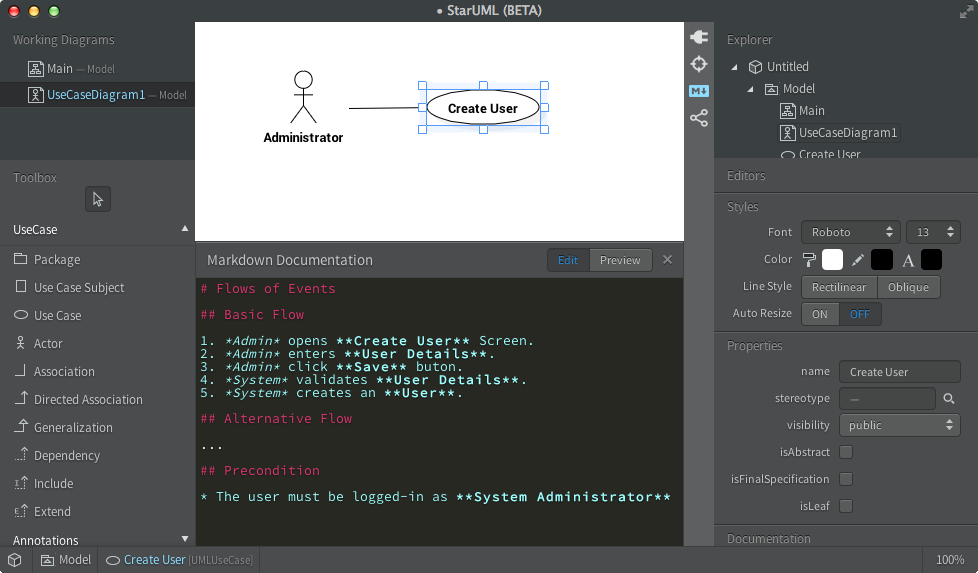 • StarUML (BETA)
Working Diagrams
Main — Model
UseCaseDiagram1 — Model
Toolbox
UseCase
Package
Use Case Subject
Use Case
Actor
Association
Directed Association
Generalization
Dependency
Include
Extend
Annotations
Administrator
Create User
M
Markdown Documentation
Edit
Preview
×
# Flows of Events
## Basic Flow
1. *Admin* opens **Create User** Screen.
2. *Admin* enters **User Details**.
3. *Admin* click **Save** buton.
4. *System* validates **User Details**.
5. *System* creates an **User**.
## Alternative Flow
...
## Precondition
* The user must be logged-in as **System Administrator**
Explorer
Untitled
Model
Main
UseCaseDiagram1
Create User
Editors
Styles
Font Roboto 13
Color A
Line Style Rectilinear Oblique
Auto Resize ON OFF
Properties
name Create User
stereotype —
visibility public
isAbstract
isFinalSpecification
isLeaf
Documentation
Model Create User [UMLUseCase] 100%